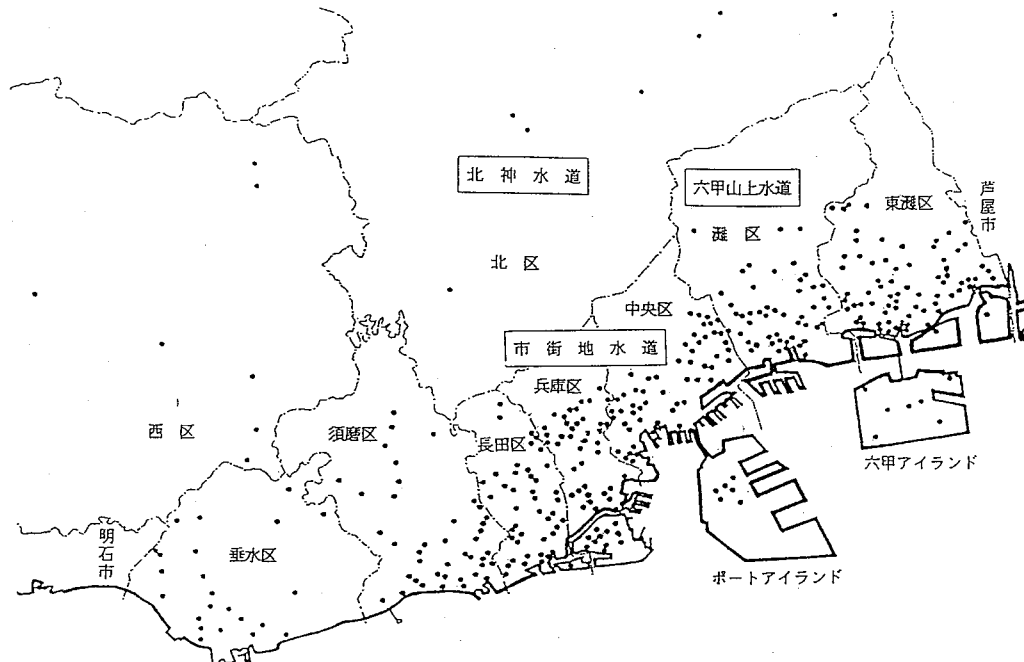 北神水道
六甲山上水道
東灘区
芦屋市
灘区
北区
中央区
市街地水道
兵庫区
西区
須磨区
長田区
六甲アイランド
明石市
垂水区
ポートアイランド